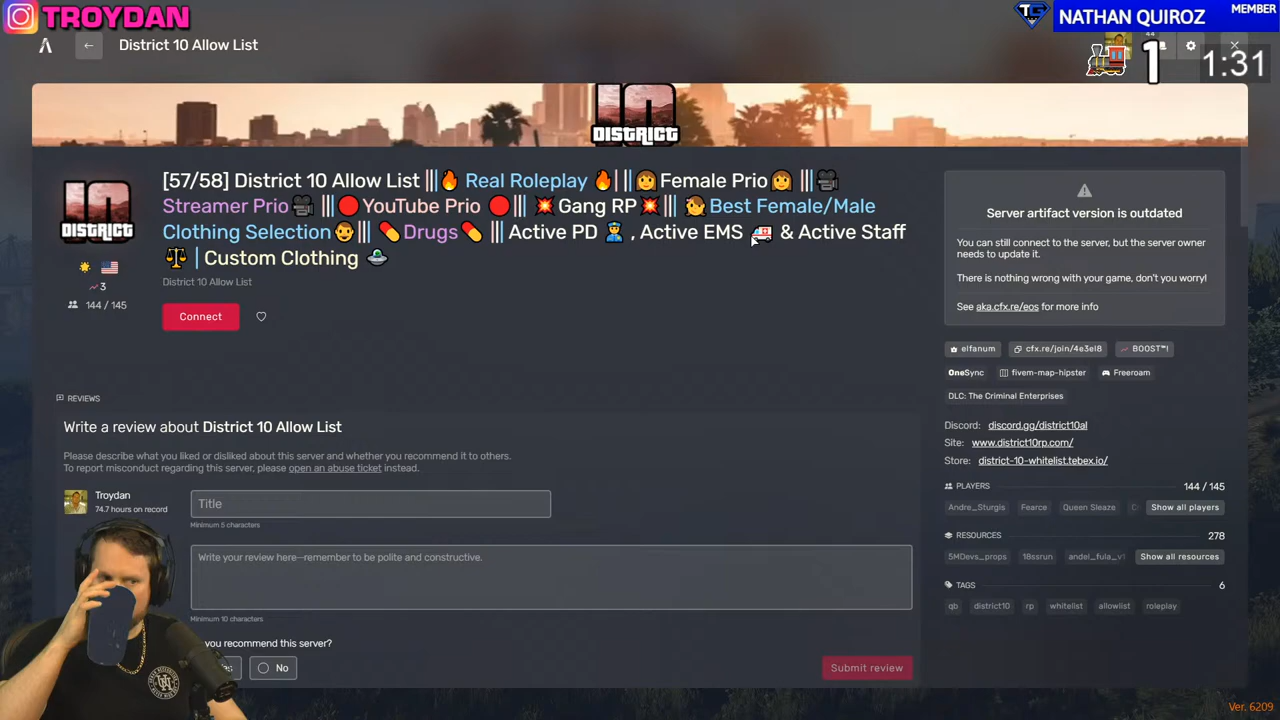 TROYDAN
NATHAN QUIROZ
MEMBER
District 10 Allow List
44
1
1:31
10
DISTRICT
10
DISTRICT
[57/58] District 10 Allow List |||🔥 Real Roleplay 🔥| ||👩Female Prio👩 |||🎥
Streamer Prio🎥 |||🔴 YouTube Prio 🔴|| 💥Gang RP💥| ||🧑Best Female/Male
Clothing Selection👨||| 💊Drugs💊 ||| Active PD 👮 , Active EMS 🚑 & Active Staff
⚖️ | Custom Clothing 🛸
District 10 Allow List
3
144 / 145
Connect
Server artifact version is outdated
You can still connect to the server, but the server owner
needs to update it.
There is nothing wrong with your game, don't you worry!
See aka.cfx.re/eos for more info
elfanum
cfx.re/join/4e3el8
BOOST™!
OneSync
fivem-map-hipster
Freeroam
DLC: The Criminal Enterprises
Discord: discord.gg/district10al
Site: www.district10rp.com/
Store: district-10-whitelist.tebex.io/
PLAYERS
144 / 145
Andre_Sturgis
Fearce
Queen Sleaze
Show all players
RESOURCES
278
5MDevs_props
18ssrun
andel_fula_v1
Show all resources
TAGS
6
qb
district10
rp
whitelist
allowlist
roleplay
REVIEWS
Write a review about District 10 Allow List
Please describe what you liked or disliked about this server and whether you recommend it to others.
To report misconduct regarding this server, please open an abuse ticket instead.
Troydan
74.7 hours on record
Title
Minimum 5 characters
Write your review here—remember to be polite and constructive.
Minimum 10 characters
you recommend this server?
No
Submit review
Ver. 6209